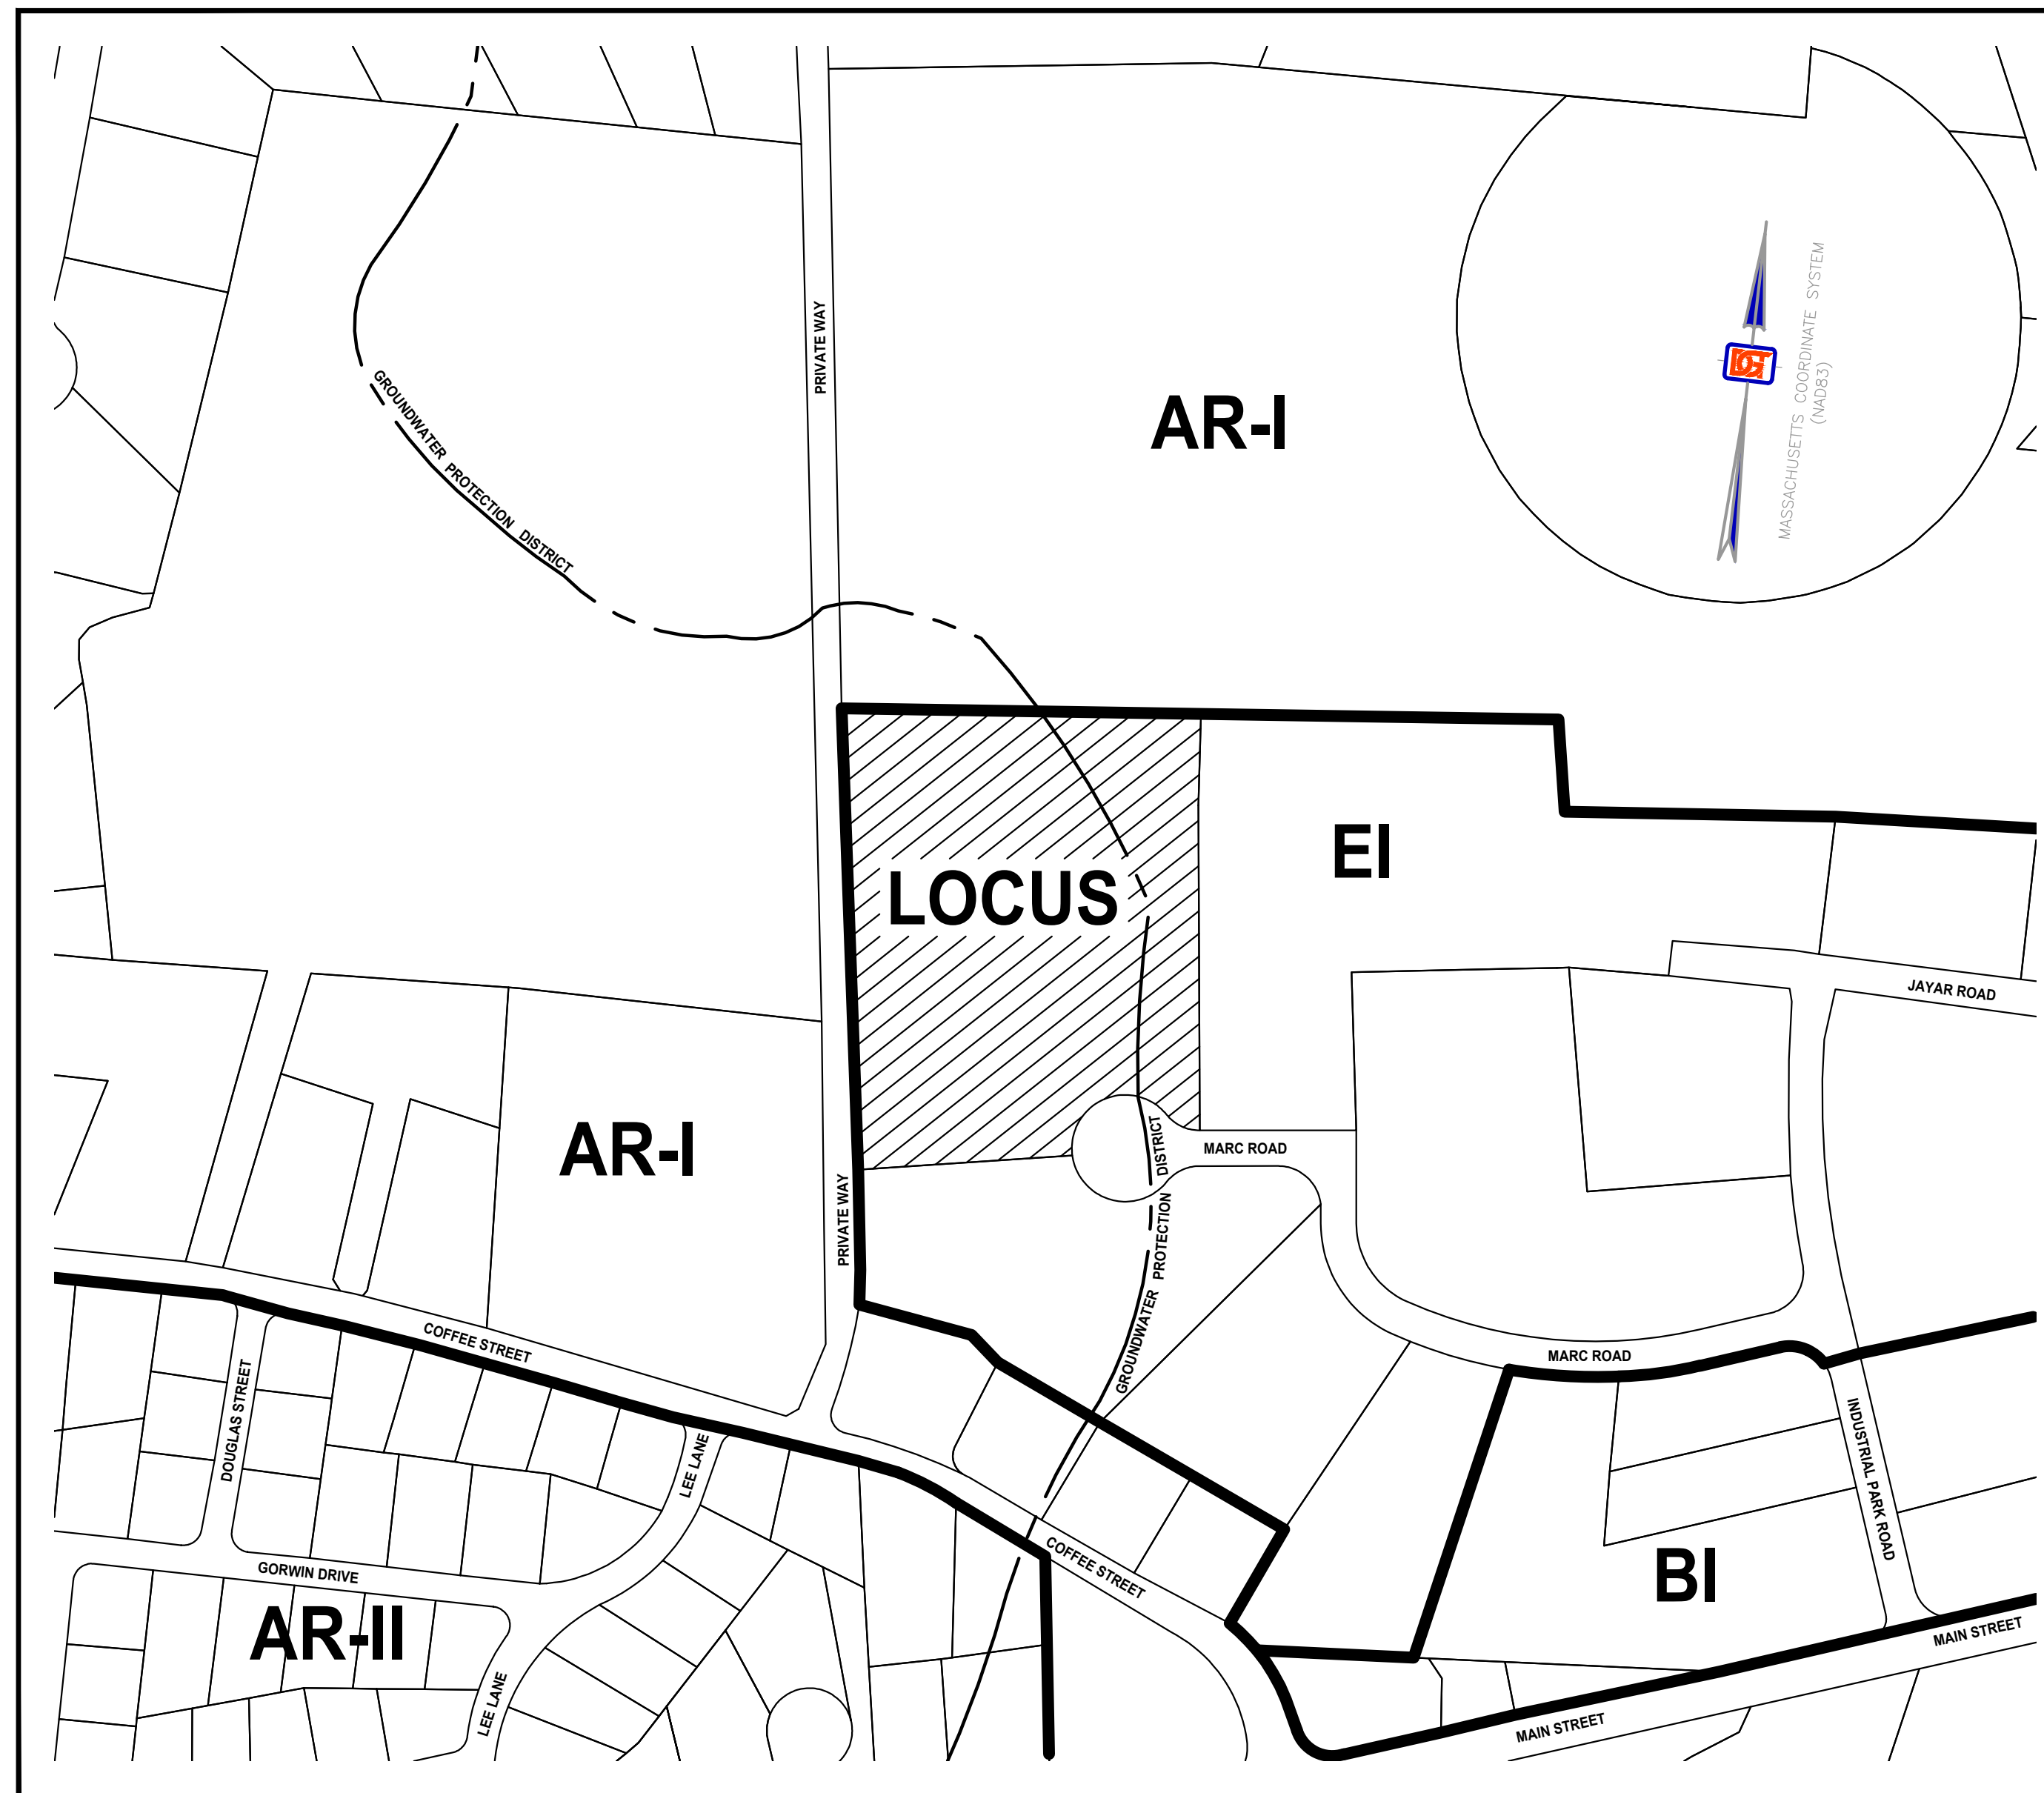 PRIVATE WAY
MASSACHUSETTS COORDINATE SYSTEM
(NAD83)
DGT
GROUNDWATER PROTECTION DISTRICT
AR-I
LOCUS
EI
JAYAR ROAD
AR-I
PRIVATE WAY
MARC ROAD
GROUNDWATER PROTECTION DISTRICT
COFFEE STREET
MARC ROAD
DOUGLAS STREET
LEE LANE
INDUSTRIAL PARK ROAD
GORWIN DRIVE
COFFEE STREET
BI
AR-II
LEE LANE
MAIN STREET
MAIN STREET